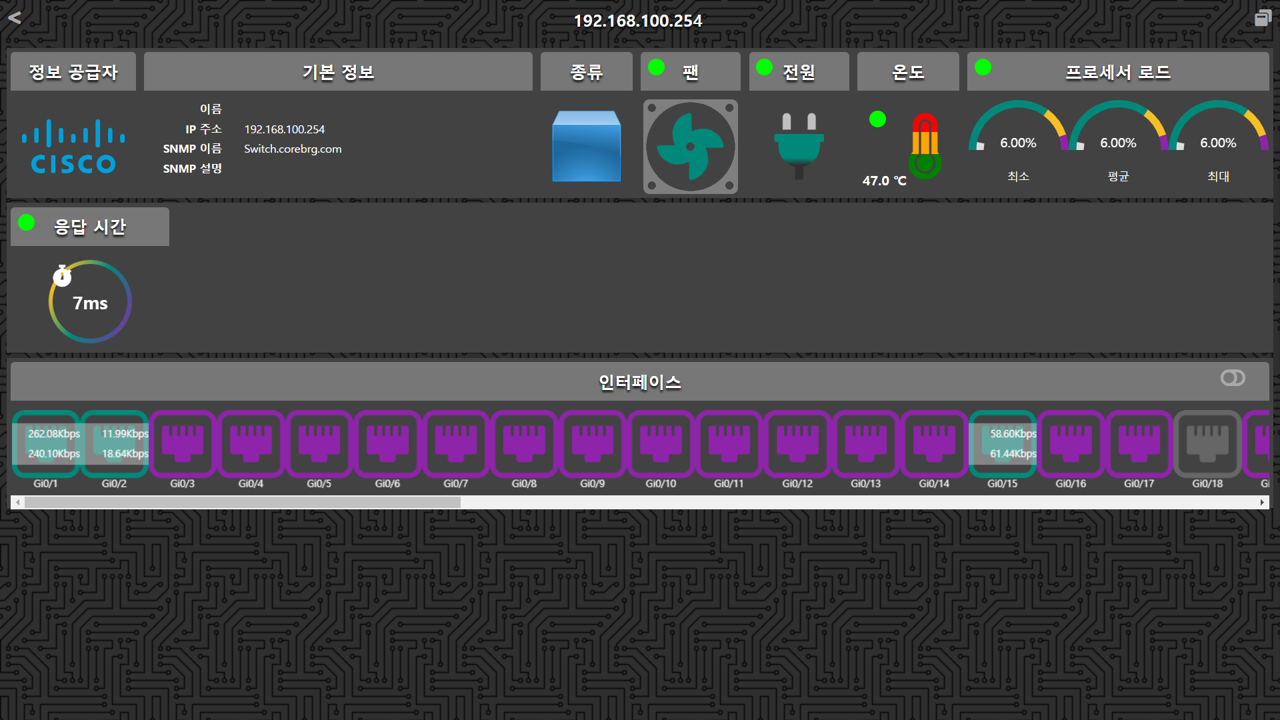 192.168.100.254
정보 공급자
기본 정보
종류
팬
전원
온도
프로세서 로드
CISCO
이름
IP 주소 192.168.100.254
SNMP 이름 Switch.corebrg.com
SNMP 설명
47.0 ℃
6.00% 6.00% 6.00%
최소 평균 최대
응답 시간
7ms
인터페이스
262.08Kbps 11.99Kbps 58.60Kbps
240.10Kbps 18.64Kbps 61.44Kbps
Gi0/1 Gi0/2 Gi0/3 Gi0/4 Gi0/5 Gi0/6 Gi0/7 Gi0/8 Gi0/9 Gi0/10 Gi0/11 Gi0/12 Gi0/13 Gi0/14 Gi0/15 Gi0/16 Gi0/17 Gi0/18